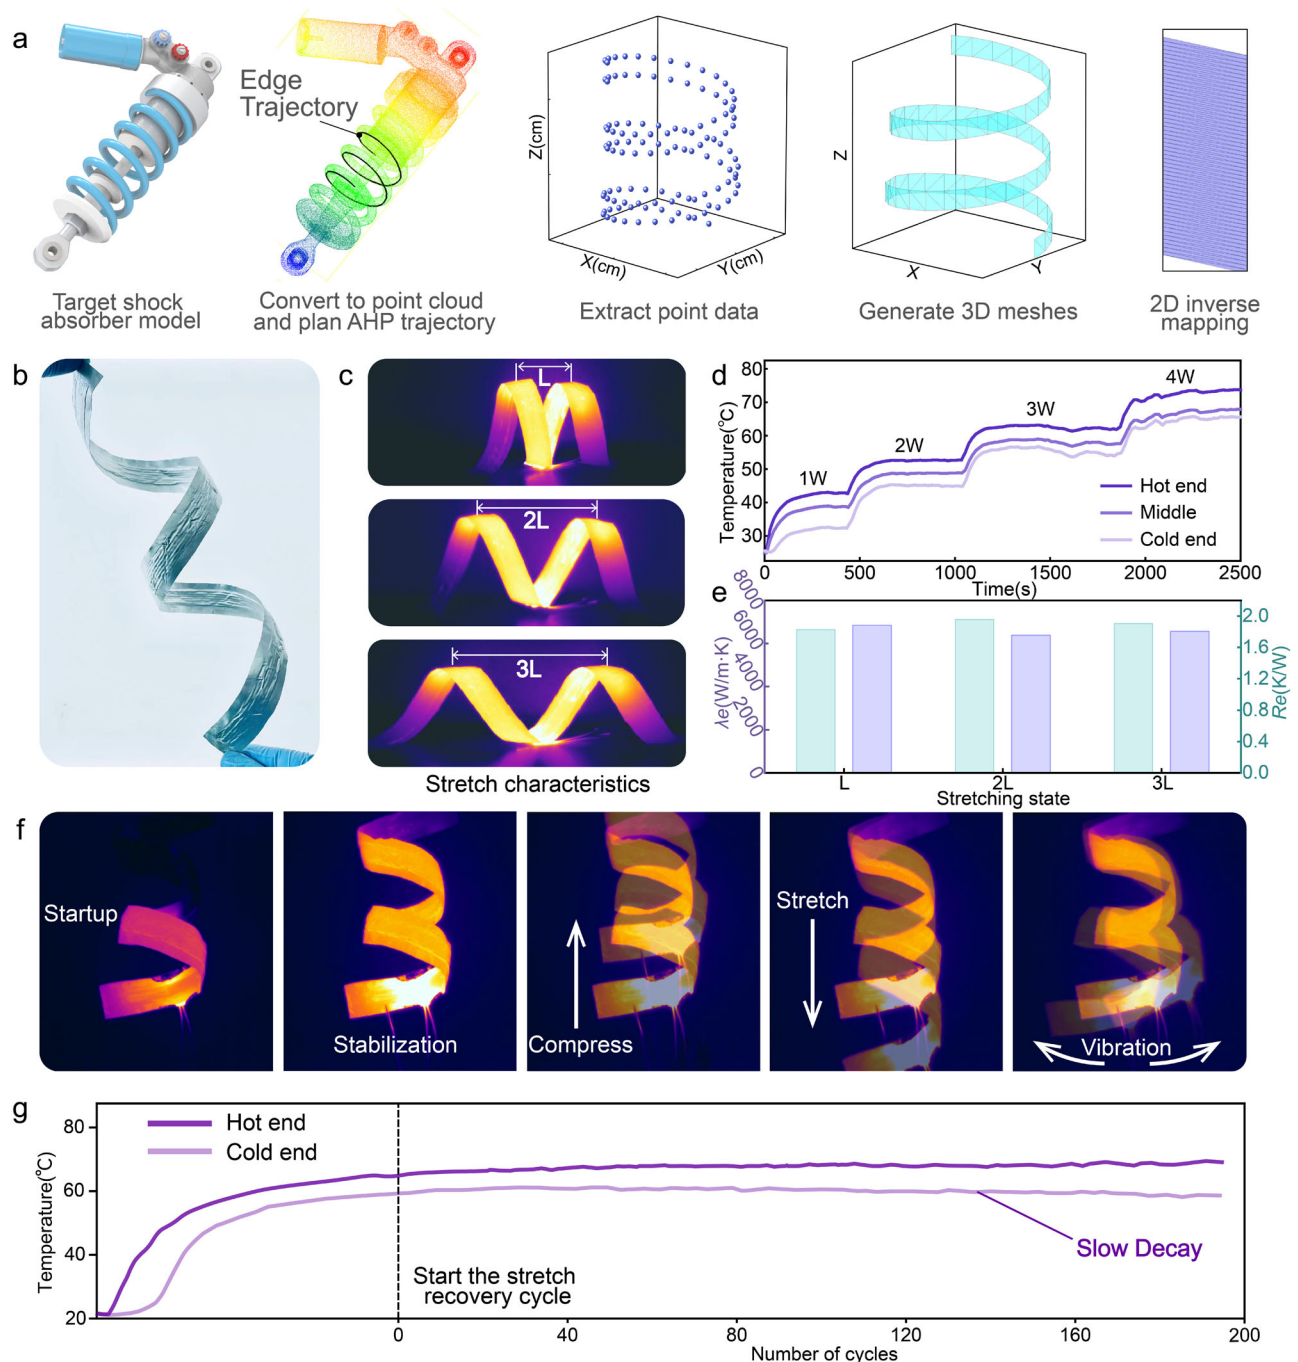 a
Edge
Trajectory
Z(cm)
X(cm)
Y(cm)
Z
X
Y
Target shock
absorber model
Convert to point cloud
and plan AHP trajectory
Extract point data
Generate 3D meshes
2D inverse
mapping
b
c
L
2L
3L
Stretch characteristics
d
Temperature(°C)
80
70
60
50
40
30
1W
2W
3W
4W
Hot end
Middle
Cold end
0
500
1000
1500
2000
2500
Time(s)
e
λe(W/m·K)
8000
6000
4000
2000
0
Re(K/W)
2.0
1.6
1.2
0.8
0.4
0.0
L
2L
3L
Stretching state
f
Startup
Stabilization
Compress
Stretch
Vibration
g
Temperature(°C)
80
60
40
20
Hot end
Cold end
Start the stretch
recovery cycle
Slow Decay
0
40
80
120
160
200
Number of cycles